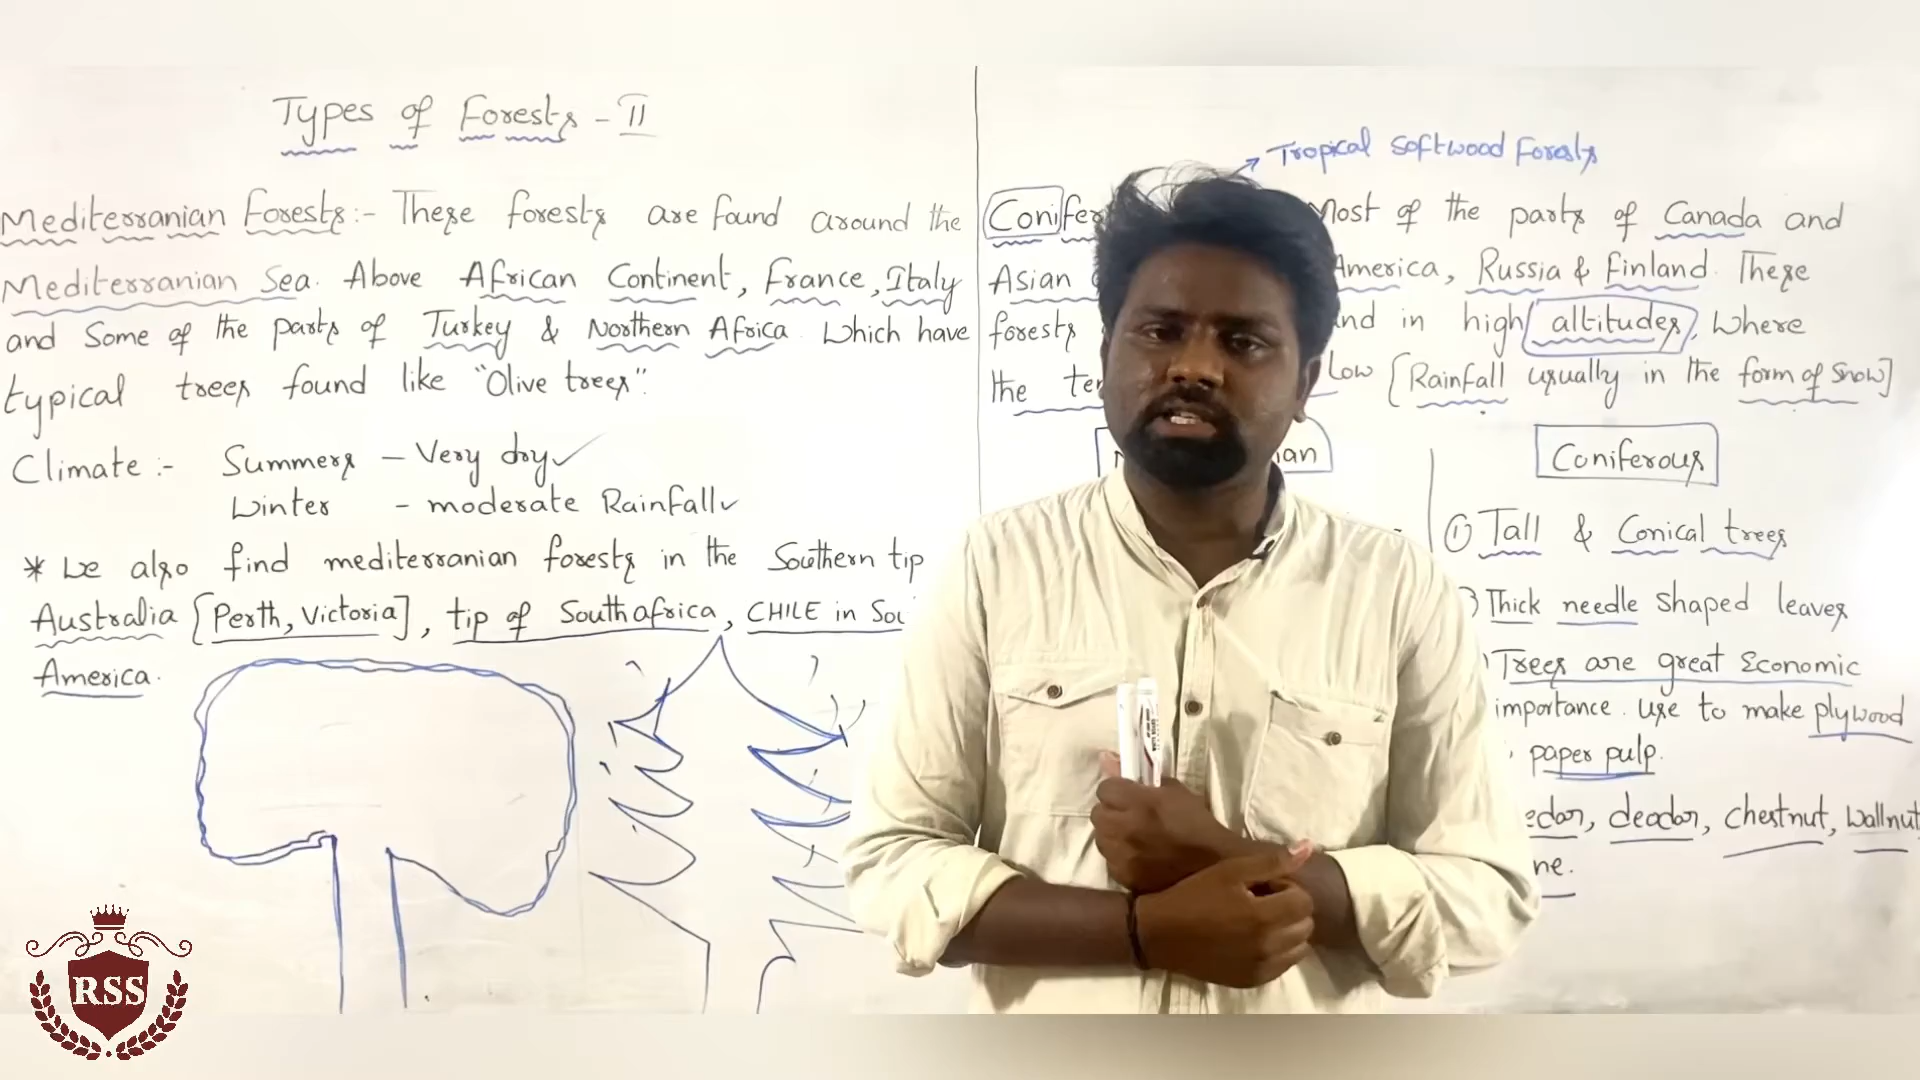 Types of Forests - II
Mediterranian Forests:- These forests are found around the
Mediterranian Sea. Above African Continent, France, Italy
and Some of the parts of Turkey & Northern Africa which have
typical trees found like "Olive trees".
Climate :- Summers - Very dry
Winter - moderate Rainfall
* We also find mediterranian forests in the Southern tip
Australia [Perth, Victoria], tip of South africa, CHILE in Sou
America.
Tropical Softwood Forests
Conifer Most of the parts of Canada and
Asian America, Russia & Finland. These
forests in high altitudes, where
the Low [Rainfall usually in the form of Snow]
Coniferous
① Tall & Conical trees
Thick needle shaped leaves
Trees are great Economic
importance. Use to make plywood
paper pulp.
deodar, chestnut, wallnut
RSS